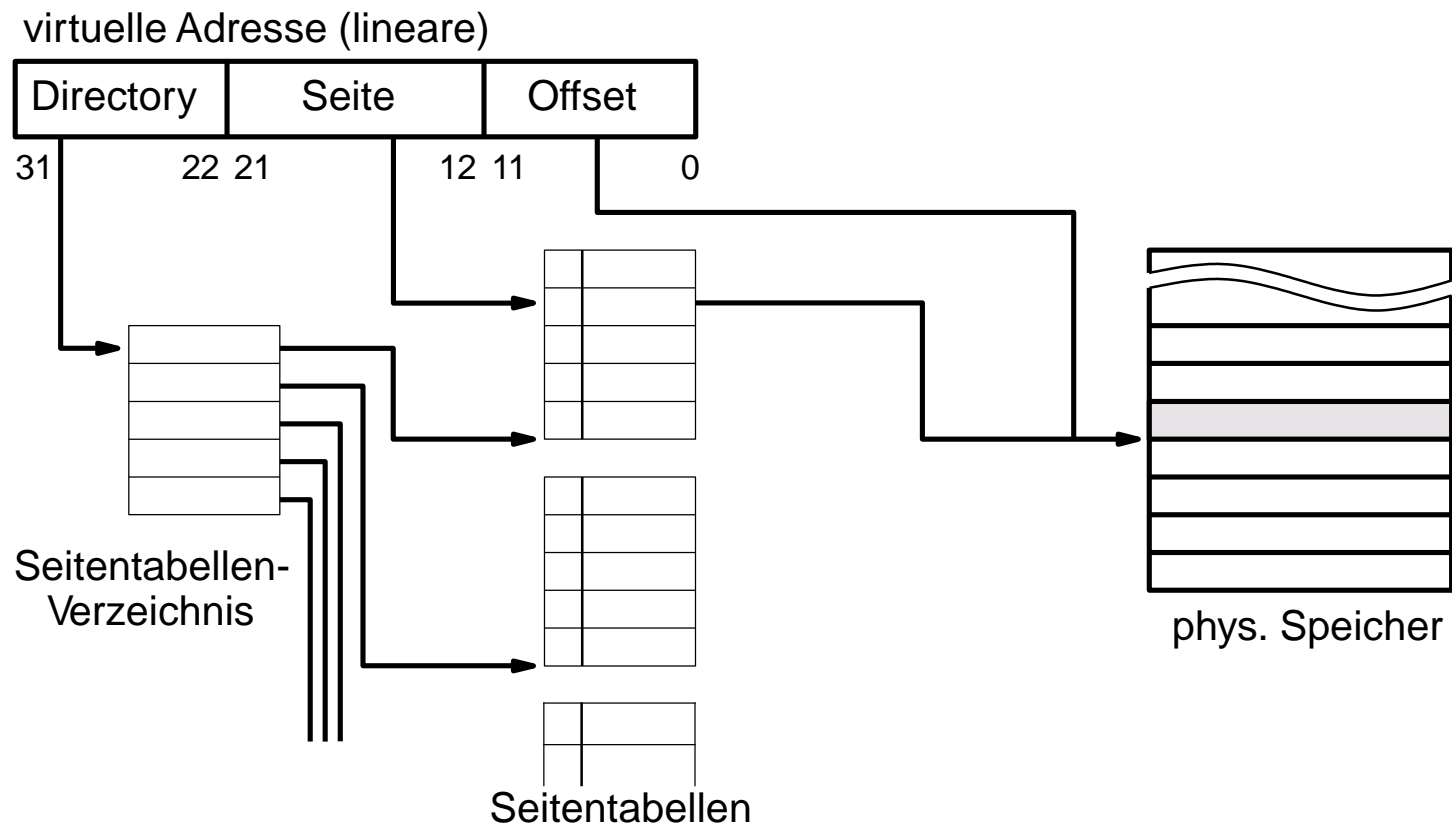 virtuelle Adresse (lineare)
Directory Seite Offset
31 22 21 12 11 0
Seitentabellen-
Verzeichnis
phys. Speicher
Seitentabellen